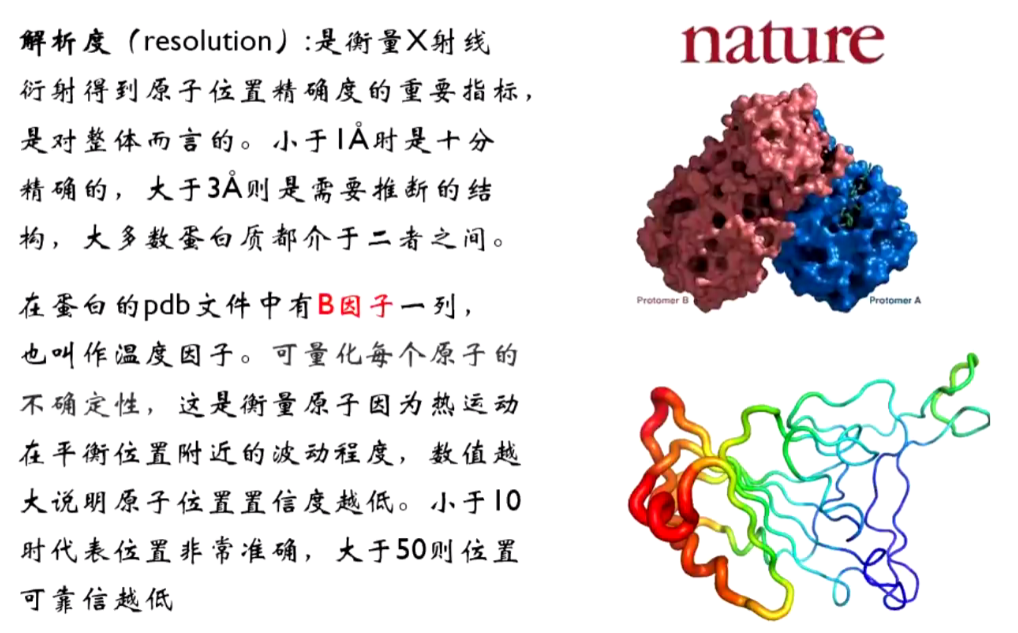 解析度（resolution）:是衡量X射线
衍射得到原子位置精确度的重要指标，
是对整体而言的。小于1Å时是十分
精确的，大于3Å则是需要推断的结
构，大多数蛋白质都介于二者之间。
在蛋白的pdb文件中有B因子一列，
也叫作温度因子。可量化每个原子的
不确定性，这是衡量原子因为热运动
在平衡位置附近的波动程度，数值越
大说明原子位置置信度越低。小于10
时代表位置非常准确，大于50则位置
可靠信越低
nature
Protomer B
Protomer A